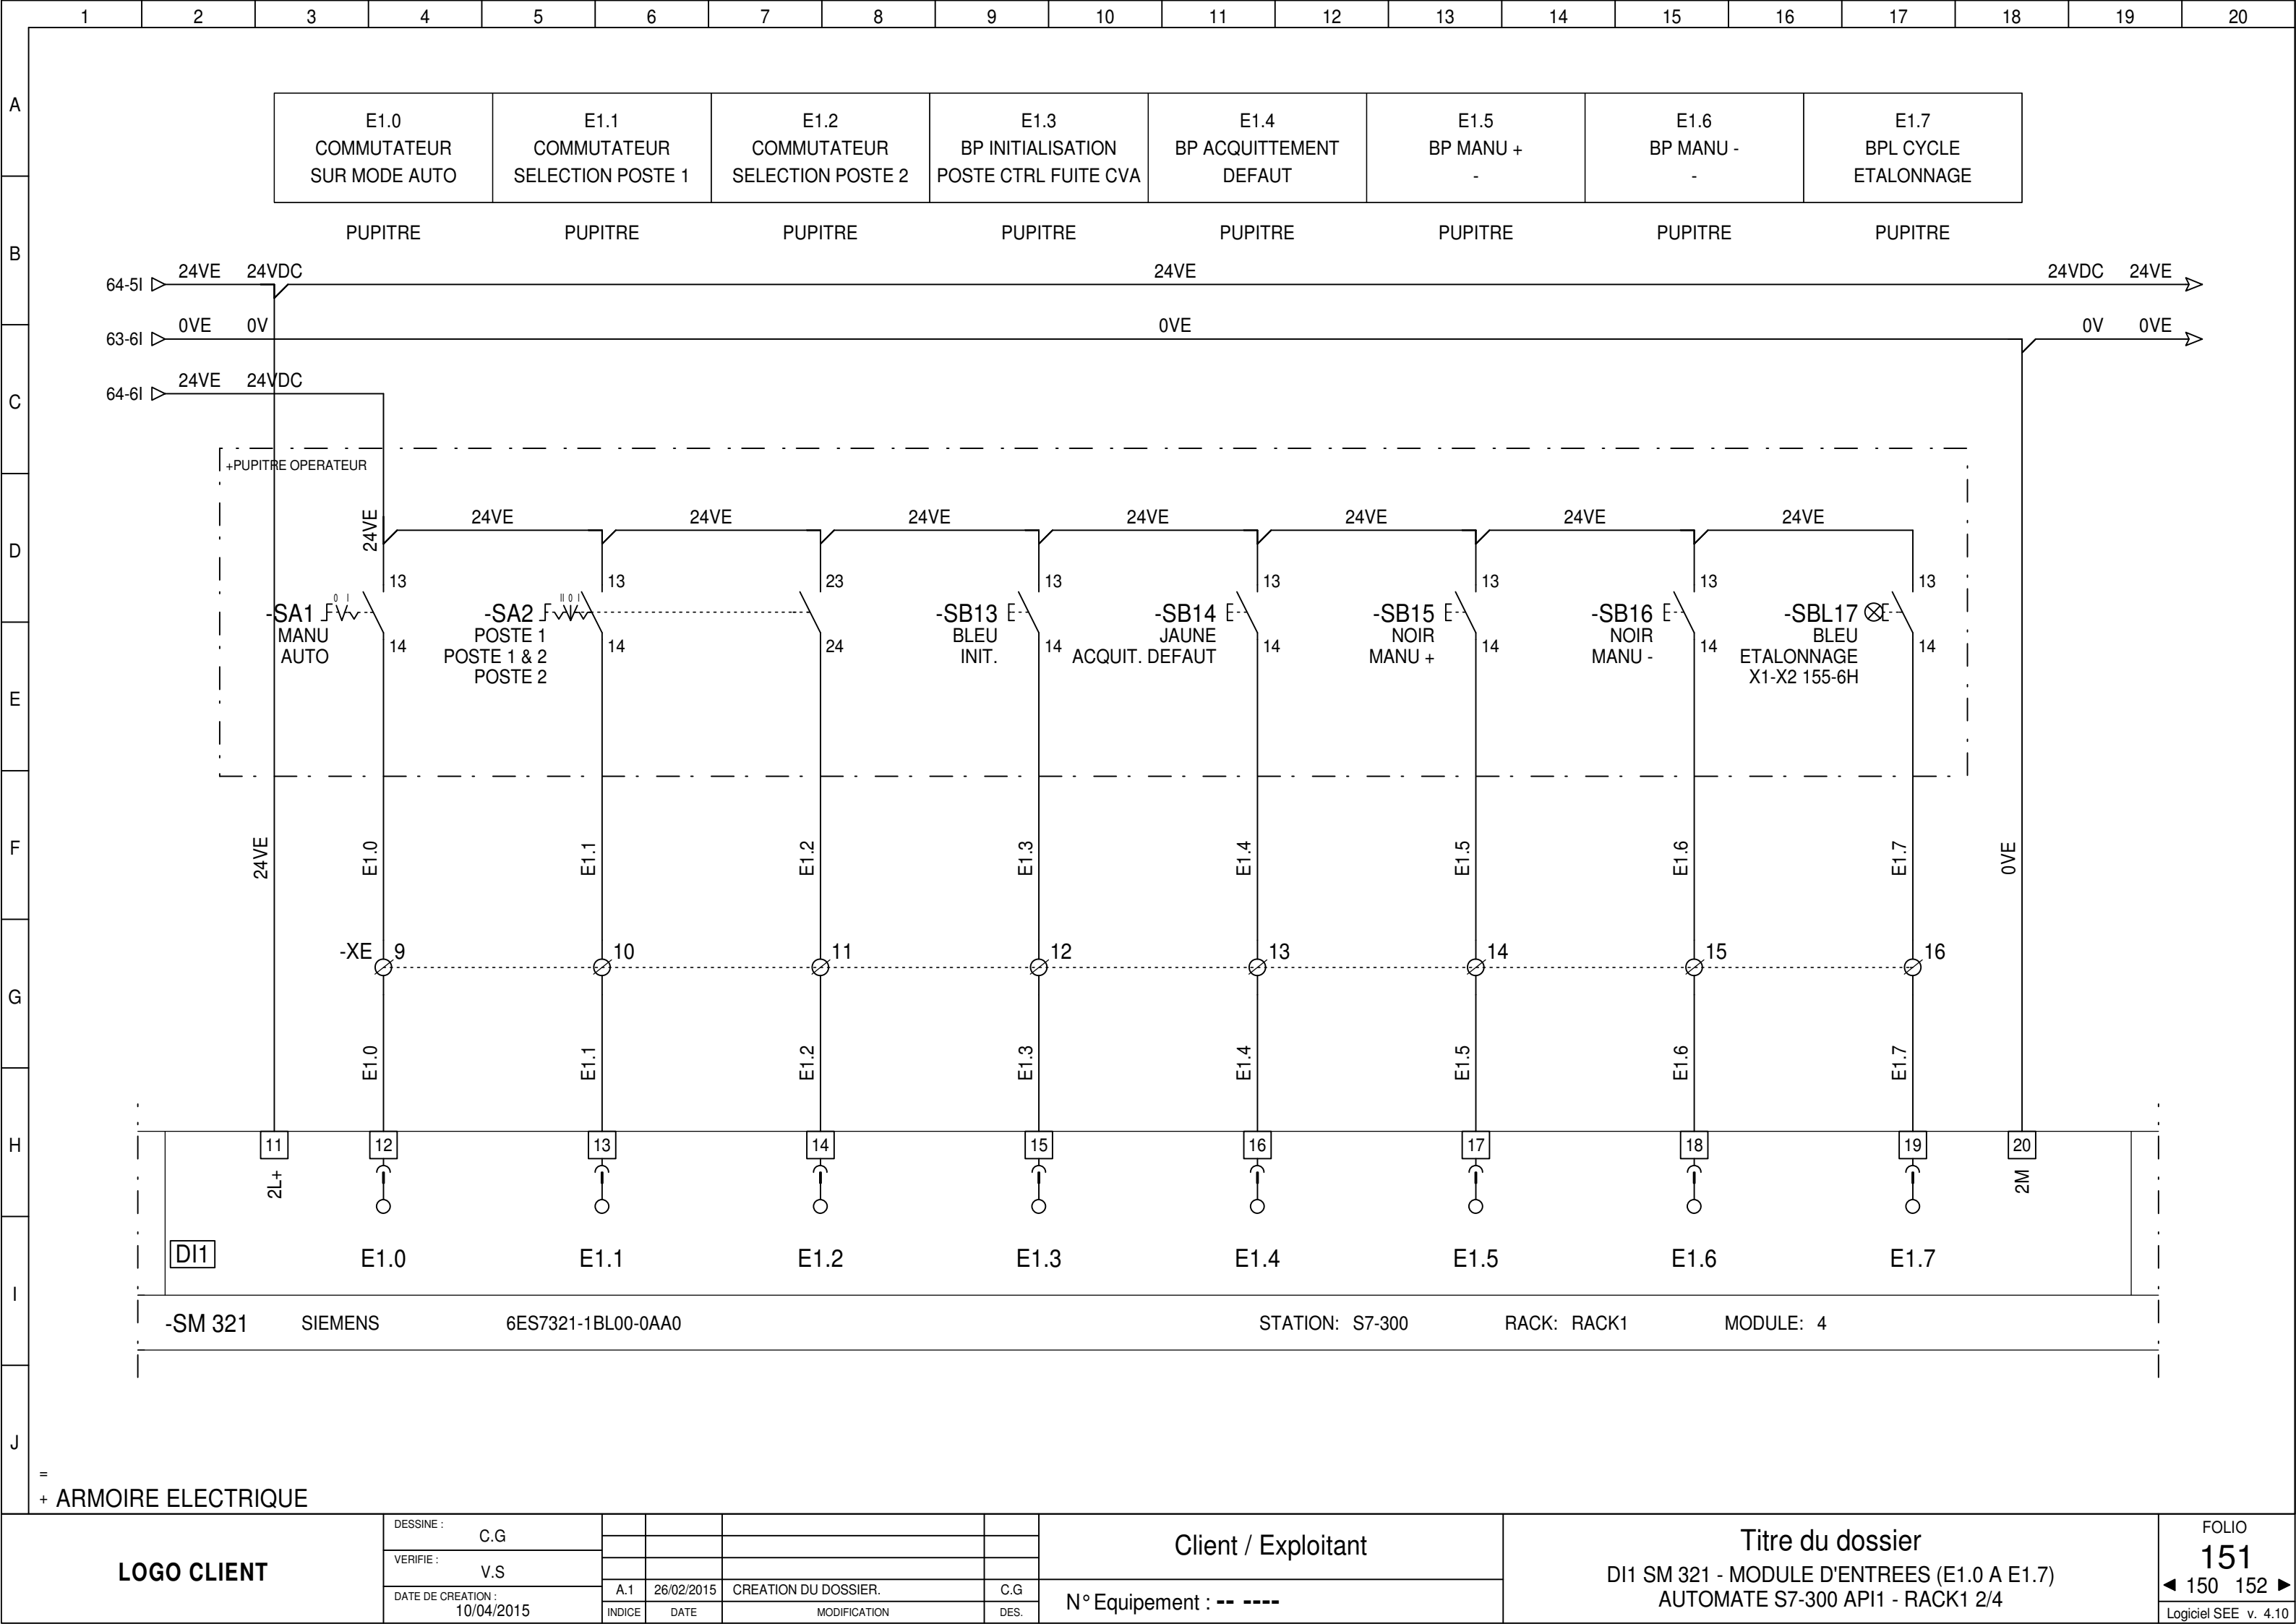 1 2 3 4 5 6 7 8 9 10 11 12 13 14 15 16 17 18 19 20
A
B
C
D
E
F
G
H
I
J
E1.0 E1.1 E1.2 E1.3 E1.4 E1.5 E1.6 E1.7
COMMUTATEUR COMMUTATEUR COMMUTATEUR BP INITIALISATION BP ACQUITTEMENT BP MANU + BP MANU - BPL CYCLE
SUR MODE AUTO SELECTION POSTE 1 SELECTION POSTE 2 POSTE CTRL FUITE CVA DEFAUT - - ETALONNAGE
PUPITRE PUPITRE PUPITRE PUPITRE PUPITRE PUPITRE PUPITRE PUPITRE
24VE 24VDC 24VE 24VDC 24VE
64-5I
0VE 0V 0VE 0V 0VE
63-6I
24VE 24VDC
64-6I
+PUPITRE OPERATEUR
24VE 24VE 24VE 24VE 24VE 24VE 24VE
24VE
13 13 23 13 13 13 13 13
-SA1 0 I -SA2 II 0 I -SB13 -SB14 -SB15 -SB16 -SBL17
MANU POSTE 1 BLEU JAUNE NOIR NOIR BLEU
14 14 24 14 14 14 14 14
AUTO POSTE 1 & 2 INIT. ACQUIT. DEFAUT MANU + MANU - ETALONNAGE
POSTE 2 X1-X2 155-6H
24VE E1.0 E1.1 E1.2 E1.3 E1.4 E1.5 E1.6 E1.7 0VE
-XE 9 10 11 12 13 14 15 16
E1.0 E1.1 E1.2 E1.3 E1.4 E1.5 E1.6 E1.7
11 12 13 14 15 16 17 18 19 20
2L+ 2M
DI1 E1.0 E1.1 E1.2 E1.3 E1.4 E1.5 E1.6 E1.7
-SM 321 SIEMENS 6ES7321-1BL00-0AA0 STATION: S7-300 RACK: RACK1 MODULE: 4
=
+ ARMOIRE ELECTRIQUE
LOGO CLIENT
DESSINE :
C.G
VERIFIE :
V.S
DATE DE CREATION :
10/04/2015
A.1 26/02/2015 CREATION DU DOSSIER. C.G
INDICE DATE MODIFICATION DES.
Client / Exploitant
N° Equipement : -- ----
Titre du dossier
DI1 SM 321 - MODULE D'ENTREES (E1.0 A E1.7)
AUTOMATE S7-300 API1 - RACK1 2/4
FOLIO
151
150 152
Logiciel SEE v. 4.10